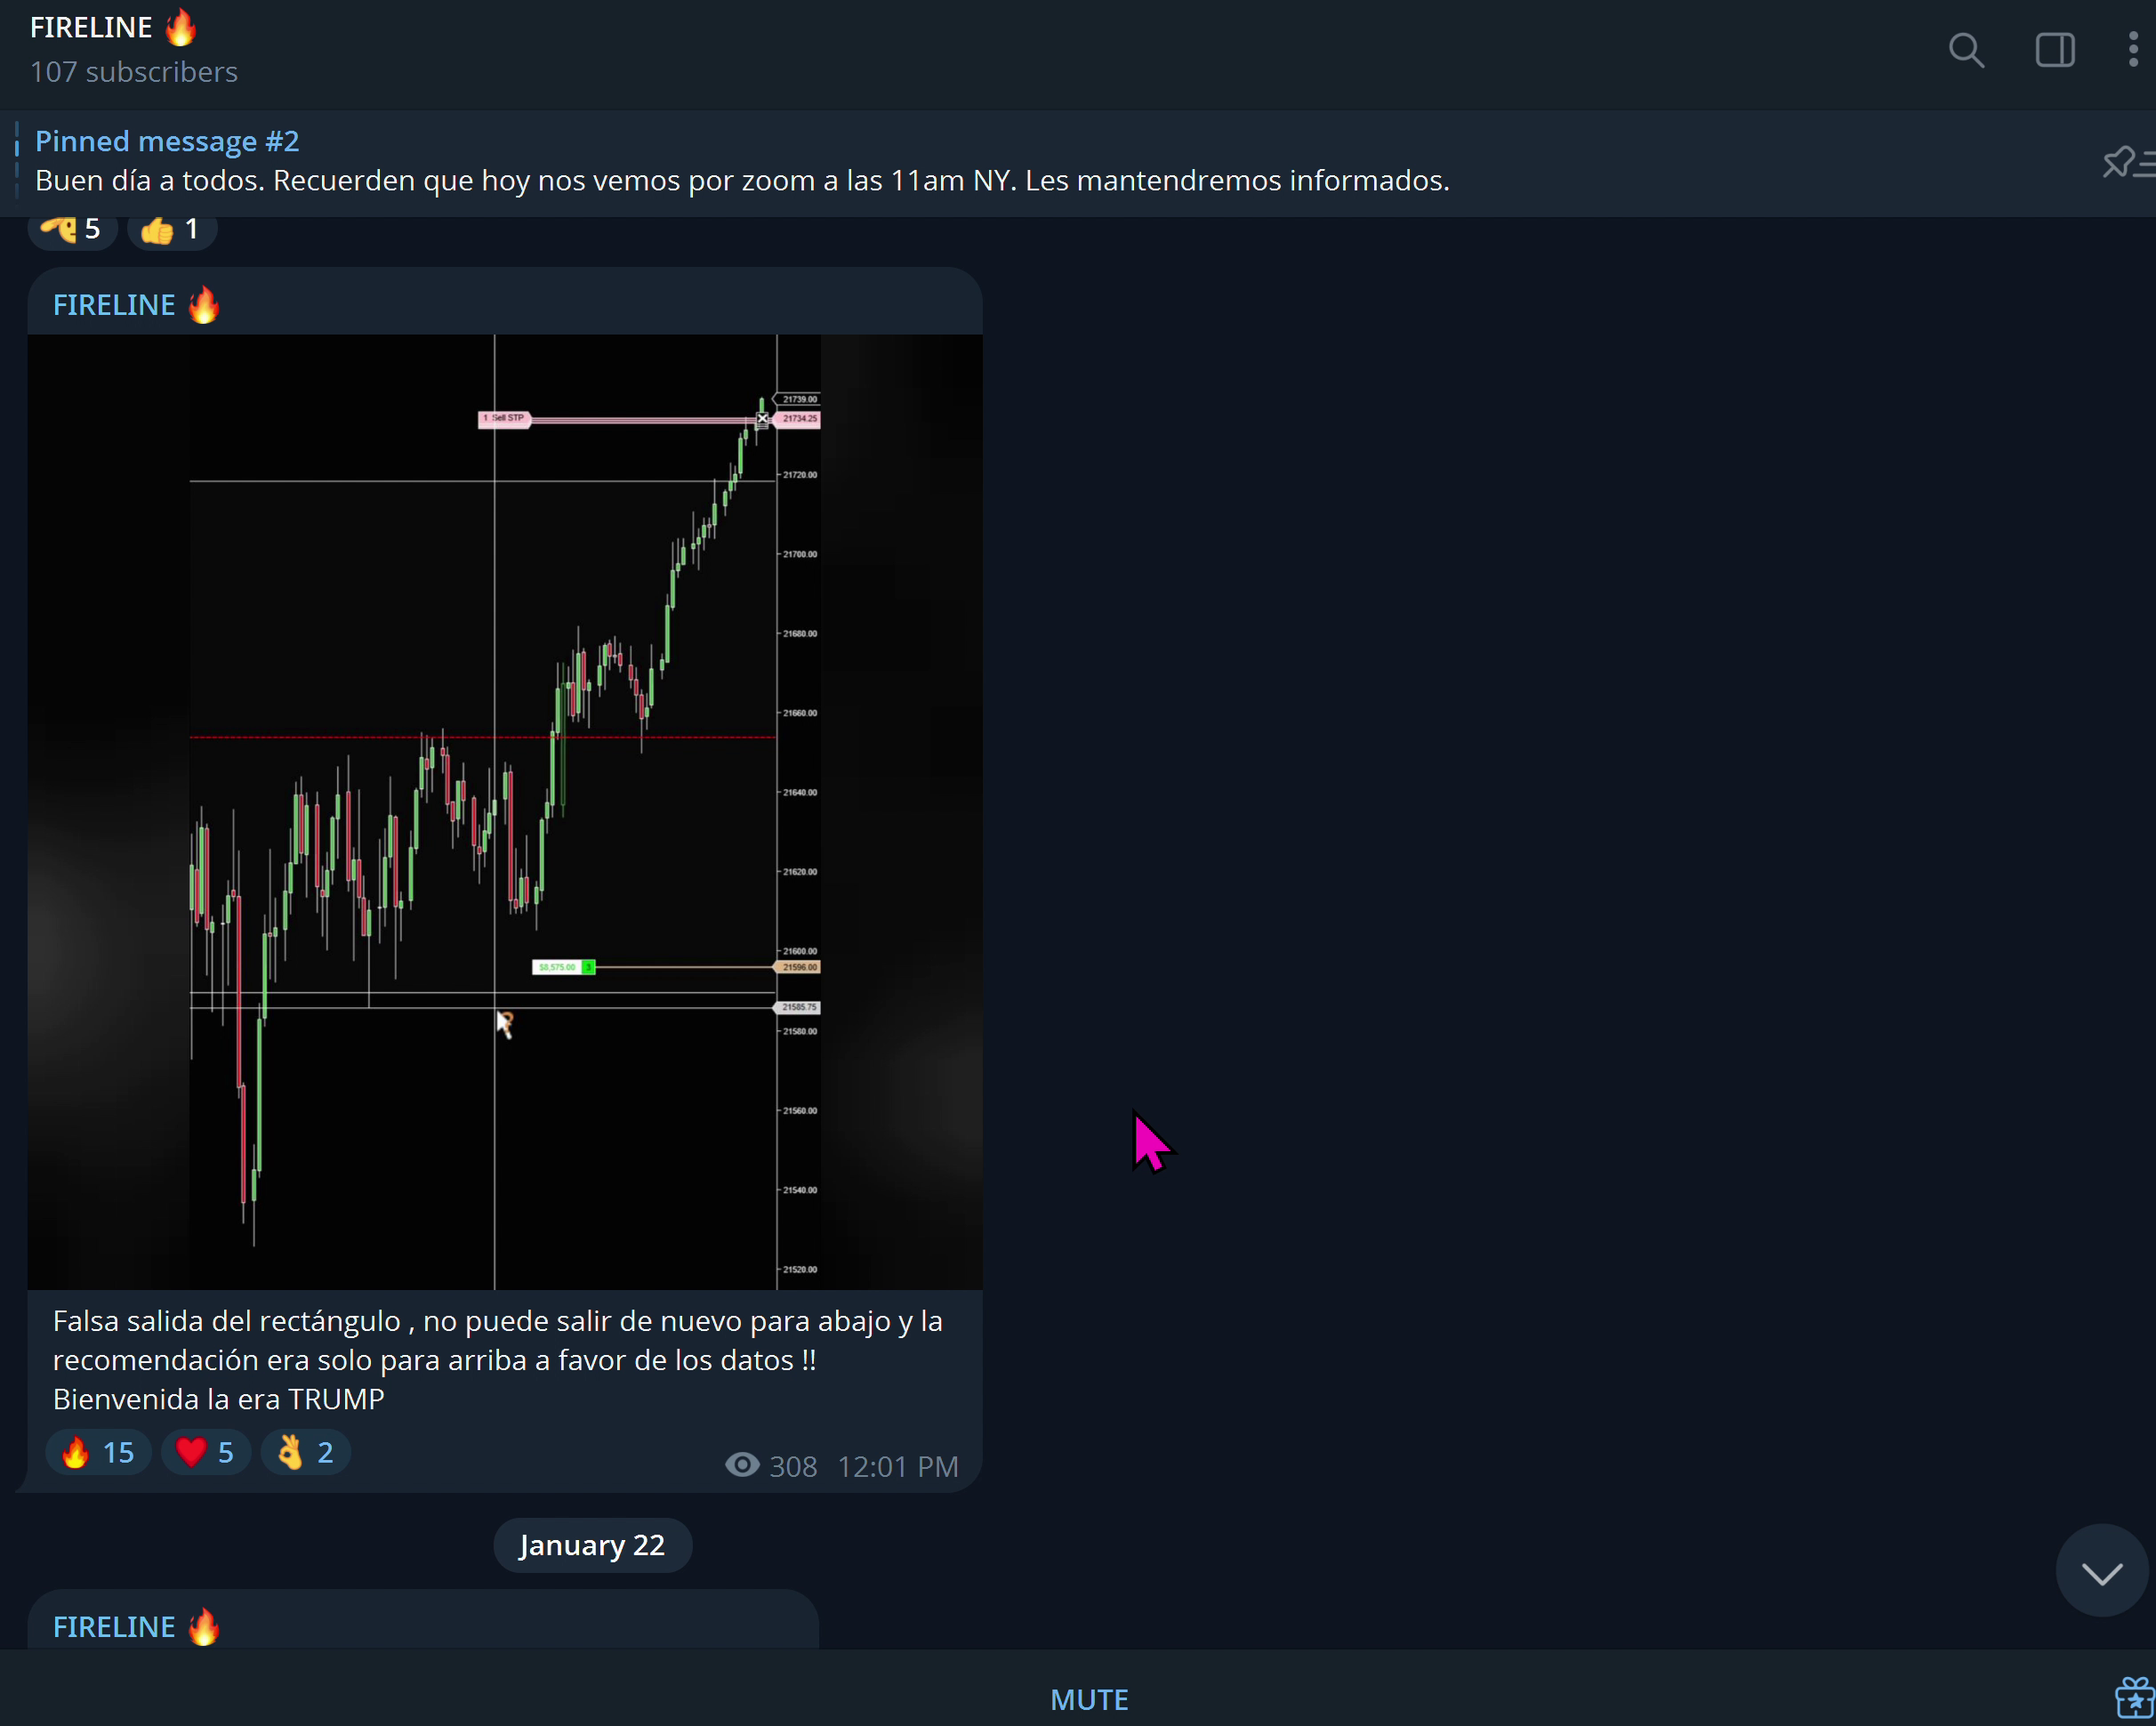 FIRELINE 🔥
107 subscribers
Pinned message #2
Buen día a todos. Recuerden que hoy nos vemos por zoom a las 11am NY. Les mantendremos informados.
5 1
FIRELINE 🔥
21739.00
1 Sell STP
21734.25
21720.00
21700.00
21680.00
21660.00
21640.00
21620.00
21600.00
$8,575.00 3
21596.00
21585.75
21580.00
21560.00
21540.00
21520.00
Falsa salida del rectángulo , no puede salir de nuevo para abajo y la
recomendación era solo para arriba a favor de los datos !!
Bienvenida la era TRUMP
15 5 2
308 12:01 PM
January 22
FIRELINE 🔥
MUTE